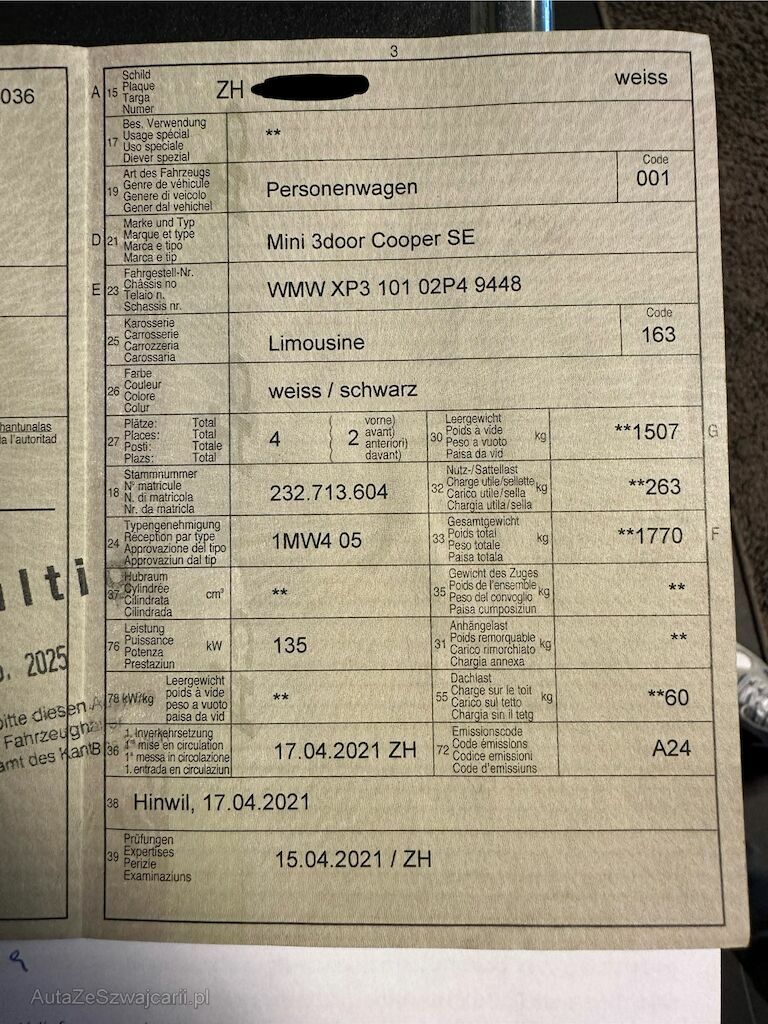 3
036
A 15 Schild
Plaque
Targa
Numer
ZH
weiss
17 Bes. Verwendung
Usage spécial
Uso speciale
Diever spezial
**
19 Art des Fahrzeugs
Genre de véhicule
Genere di veicolo
Gener dal vehichel
Personenwagen
Code
001
D 21 Marke und Typ
Marque et type
Marca e tipo
Marca e tip
Mini 3door Cooper SE
E 23 Fahrgestell-Nr.
Châssis no
Telaio n.
Schassis nr.
WMW XP3 101 02P4 9448
25 Karosserie
Carrosserie
Carrozzeria
Carossaria
Limousine
Code
163
26 Farbe
Couleur
Colore
Colur
weiss / schwarz
27 Plätze: Total
Places: Total
Posti: Totale
Plazs: Total
4
( 2 vorne)
avant)
anteriori)
davant)
30 Leergewicht
Poids à vide
Peso a vuoto
Paisa da vid
kg
**1507
G
18 Stammnummer
N° matricule
N. di matricola
Nr. da matricla
232.713.604
32 Nutz-/Sattellast
Charge utile/sellette
Carico utile/sella
Chargia utila/sella
kg
**263
24 Typengenehmigung
Réception par type
Approvazione del tipo
Approvaziun dal tip
1MW4 05
33 Gesamtgewicht
Poids total
Peso totale
Paisa totala
kg
**1770
F
37 Hubraum
Cylindrée
Cilindrata
Cilindrada
cm³
**
35 Gewicht des Zuges
Poids de l'ensemble
Peso del convoglio
Paisa cumposiziun
kg
**
76 Leistung
Puissance
Potenza
Prestaziun
kW
135
31 Anhängelast
Poids remorquable
Carico rimorchiato
Chargia annexa
kg
**
78 kW/kg
Leergewicht
poids à vide
peso a vuoto
paisa da vid
**
55 Dachlast
Charge sur le toit
Carico sul tetto
Chargia sin il tetg
kg
**60
36 1. Inverkehrsetzung
1re mise en circulation
1a messa in circolazione
1. entrada en circulaziun
17.04.2021 ZH
72 Emissionscode
Code émissions
Codice emissioni
Code d'emissiuns
A24
38 Hinwil, 17.04.2021
39 Prüfungen
Expertises
Perizie
Examinaziuns
15.04.2021 / ZH
hantunalas
a l'autoritad
2025
bitte diesen
Fahrzeugha
amt des Kant
AutaZeSzwajcarii.pl